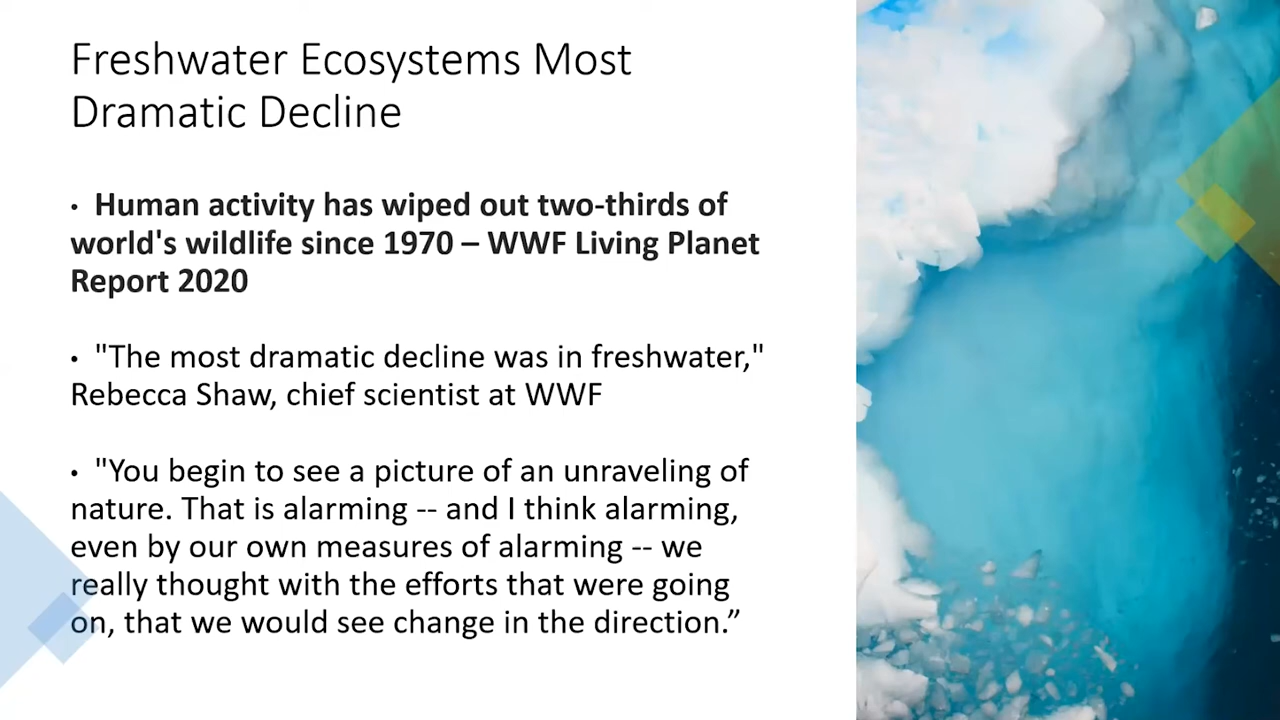 Freshwater Ecosystems Most
Dramatic Decline
• Human activity has wiped out two-thirds of
world's wildlife since 1970 – WWF Living Planet
Report 2020
• "The most dramatic decline was in freshwater,"
Rebecca Shaw, chief scientist at WWF
• "You begin to see a picture of an unraveling of
nature. That is alarming -- and I think alarming,
even by our own measures of alarming -- we
really thought with the efforts that were going
on, that we would see change in the direction.”